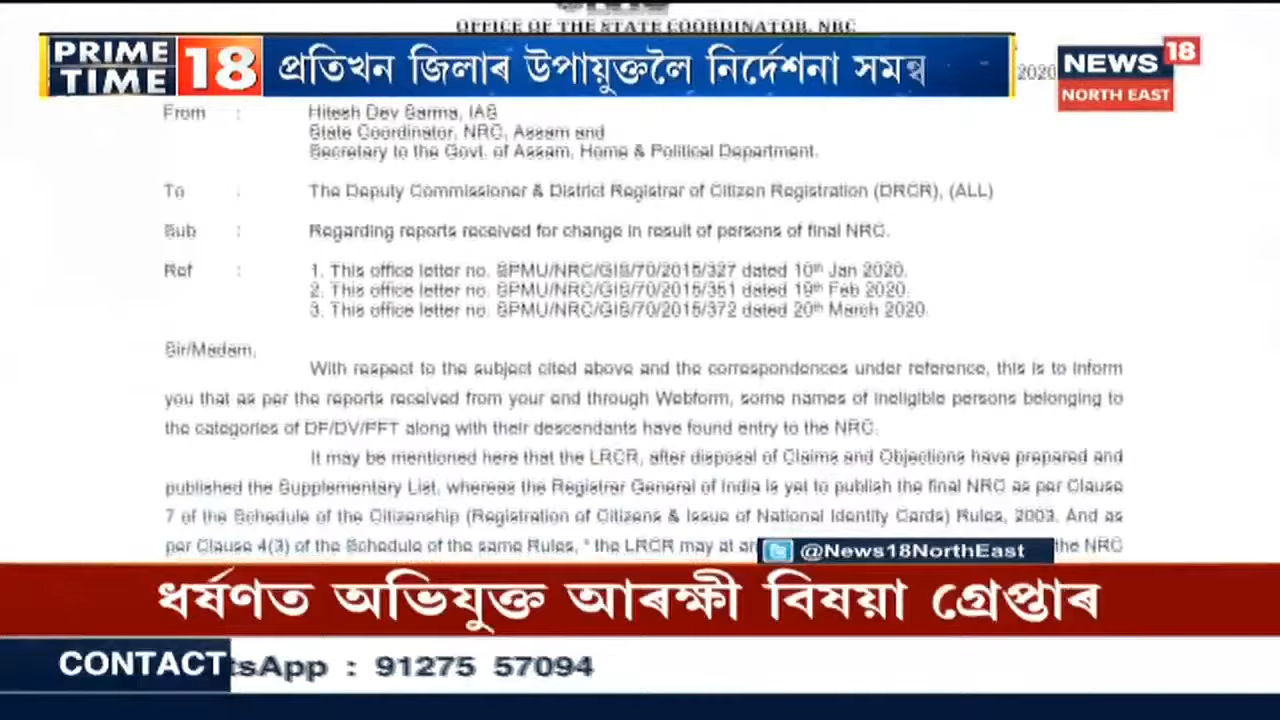 OFFICE OF THE STATE COORDINATOR, NRC
PRIME TIME 18
প্ৰতিখন জিলাৰ উপায়ুক্তলৈ নিৰ্দেশনা সমন্ব
2020
NEWS 18
NORTH EAST
From : Hitesh Dev Sarma, IAS
State Coordinator, NRC, Assam and
Secretary to the Govt. of Assam, Home & Political Department.
To : The Deputy Commissioner & District Registrar of Citizen Registration (DRCR), (ALL)
Sub : Regarding reports received for change in result of persons of final NRC.
Ref : 1. This office letter no. SPMU/NRC/GIS/70/2015/327 dated 10th Jan 2020.
2. This office letter no. SPMU/NRC/GIS/70/2015/351 dated 19th Feb 2020.
3. This office letter no. SPMU/NRC/GIS/70/2015/372 dated 20th March 2020.
Sir/Madam,
With respect to the subject cited above and the correspondences under reference, this is to inform
you that as per the reports received from your end through Webform, some names of ineligible persons belonging to
the categories of DF/DV/PFT along with their descendants have found entry to the NRC.
It may be mentioned here that the LRCR, after disposal of Claims and Objections have prepared and
published the Supplementary List, whereas the Registrar General of India is yet to publish the final NRC as per Clause
7 of the Schedule of the Citizenship (Registration of Citizens & Issue of National Identity Cards) Rules, 2003. And as
per Clause 4(3) of the Schedule of the same Rules, " the LRCR may at an
@News18NorthEast
the NRC
ধৰ্ষণত অভিযুক্ত আৰক্ষী বিষয়া গ্ৰেপ্তাৰ
CONTACT
tsApp : 91275 57094